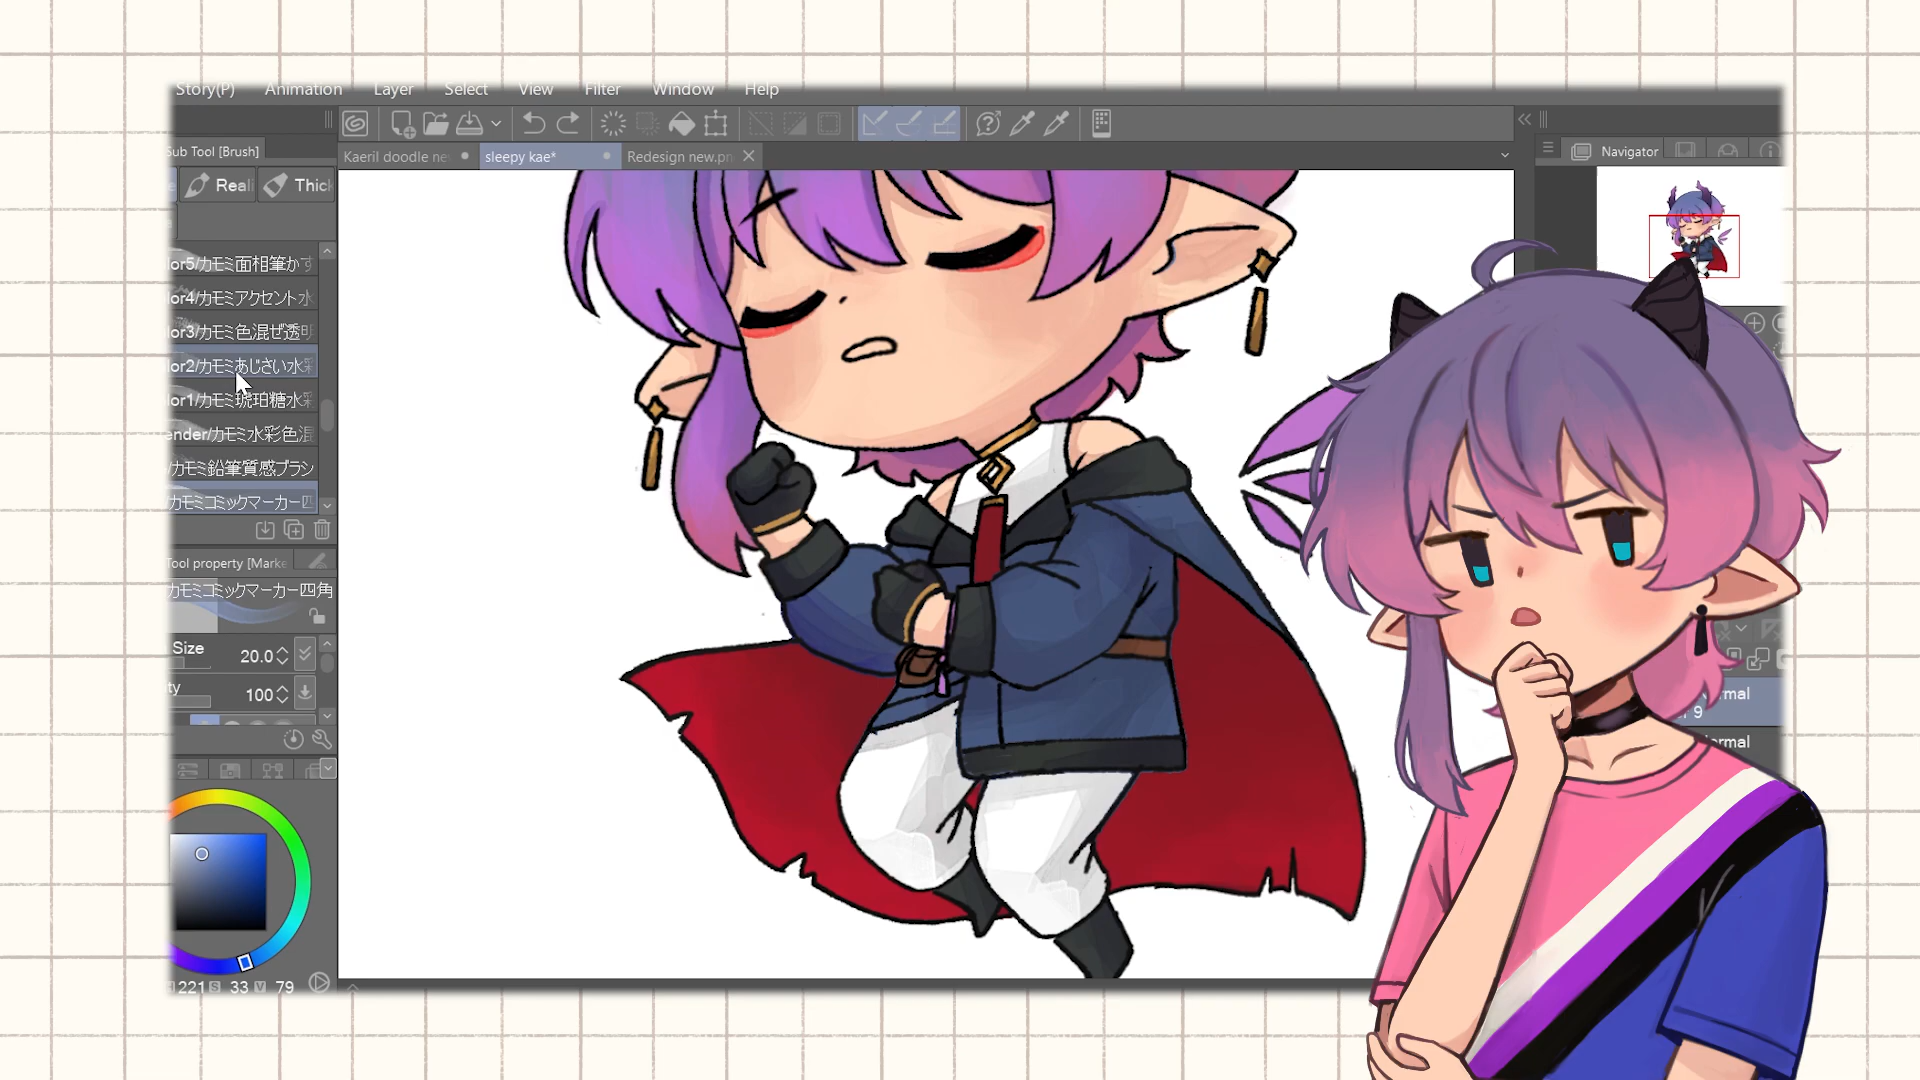 Story(P) Animation Layer Select View Filter Window Help
Sub Tool [Brush]
Kaeril doodle ne
sleepy kae*
Redesign new.pn
Navigator
Reali
Thick
or5/カモミ面相筆かす
or4/カモミアクセント水
or3/カモミ色混ぜ透明
or2/カモミあじさい水彩
or1/カモミ琥珀糖水彩
ender/カモミ水彩色混
/カモミ鉛筆質感ブラシ
/カモミコミックマーカー四
Tool property [Marke
カモミコミックマーカー四角
Size 20.0
ty 100
221 S 33 V 79
rmal
9
ormal